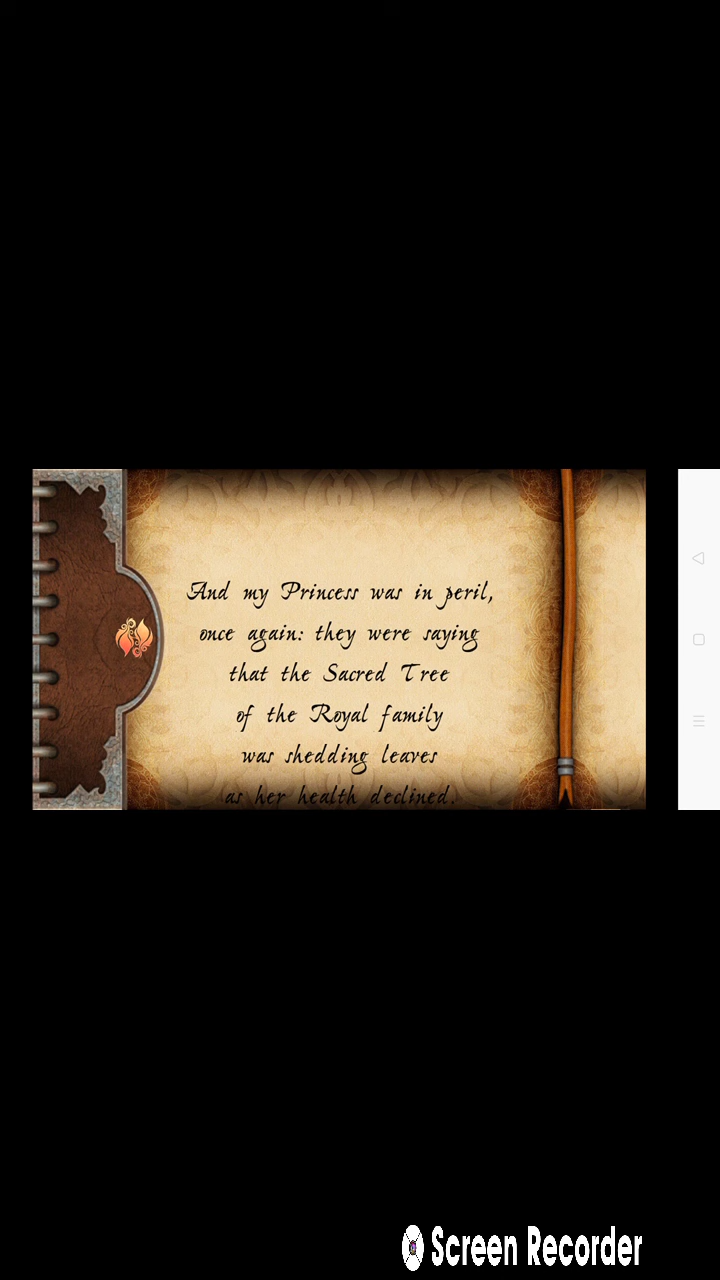 And my Princess was in peril,
once again: they were saying
that the Sacred Tree
of the Royal family
was shedding leaves
as her health declined.
Screen Recorder